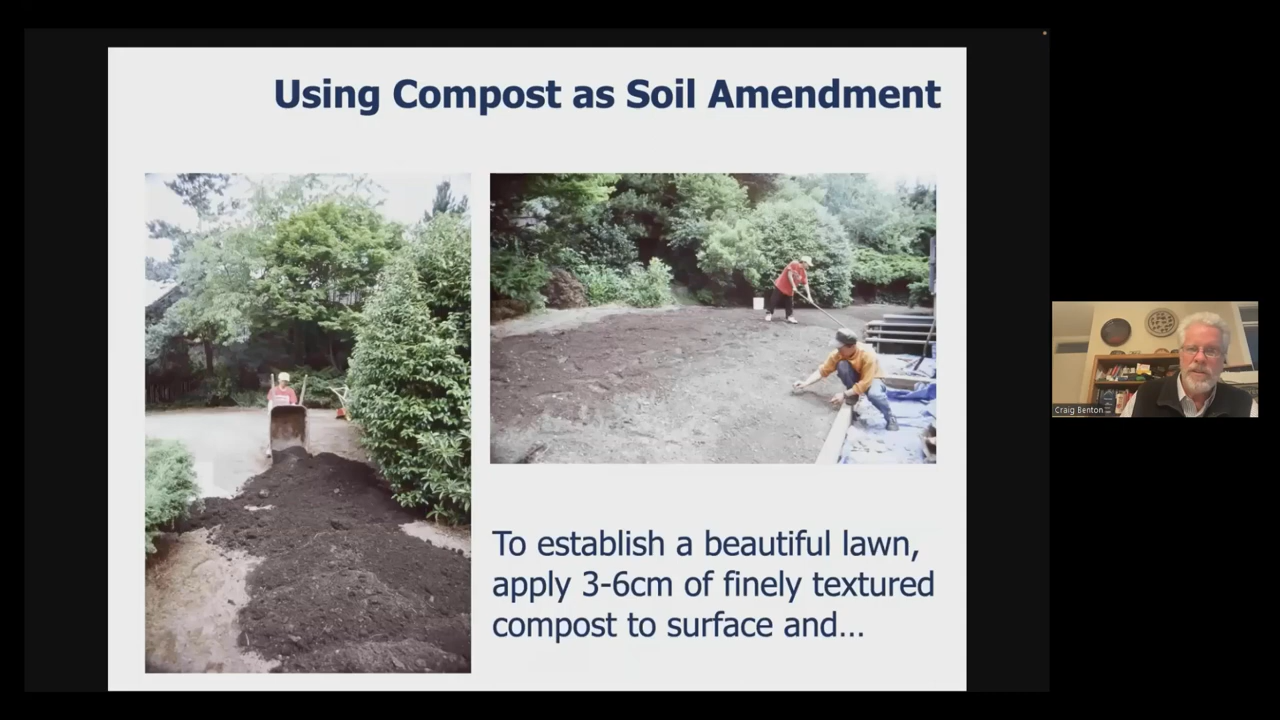 Using Compost as Soil Amendment
To establish a beautiful lawn,
apply 3-6cm of finely textured
compost to surface and...
Craig Benton